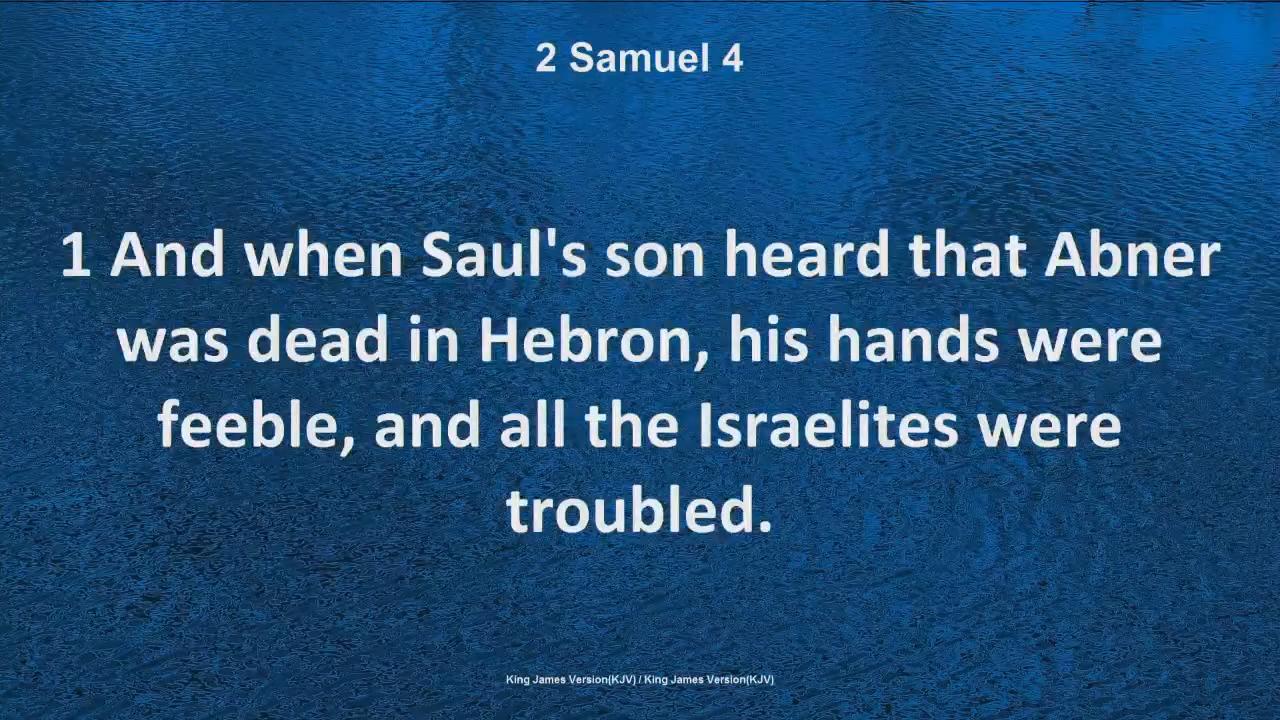 2 Samuel 4
1 And when Saul's son heard that Abner
was dead in Hebron, his hands were
feeble, and all the Israelites were
troubled.
King James Version(KJV) / King James Version(KJV)